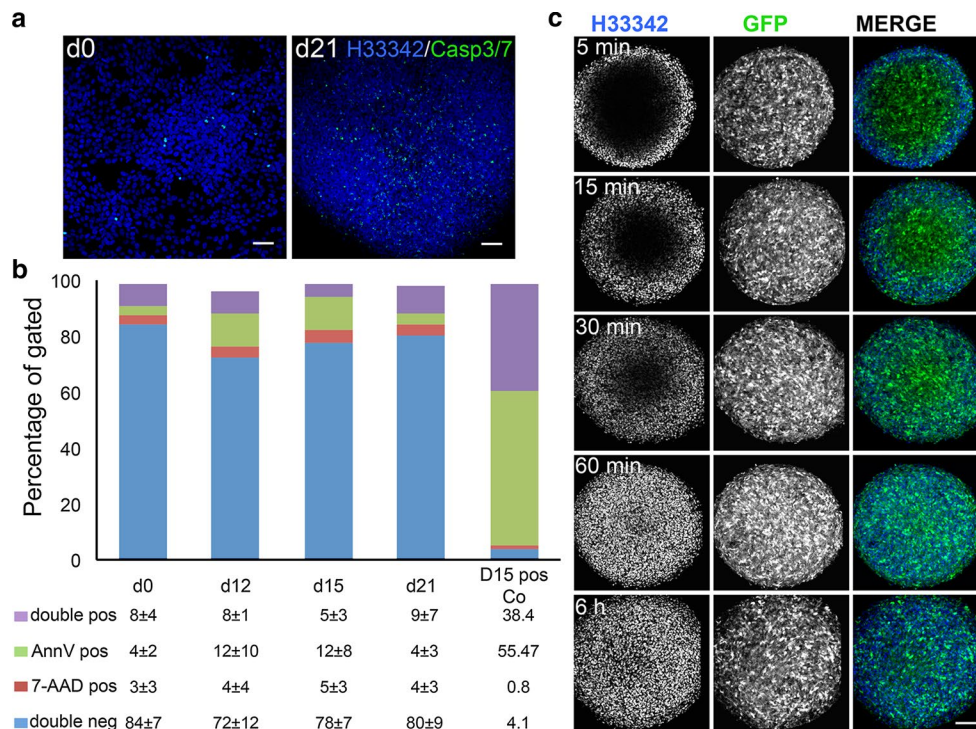 a
d0
d21 H33342/Casp3/7
b
Percentage of gated
100
80
60
40
20
0
d0 d12 d15 d21 D15 pos
Co
double pos 8±4 8±1 5±3 9±7 38.4
AnnV pos 4±2 12±10 12±8 4±3 55.47
7-AAD pos 3±3 4±4 5±3 4±3 0.8
double neg 84±7 72±12 78±7 80±9 4.1
c
H33342 GFP MERGE
5 min
15 min
30 min
60 min
6 h